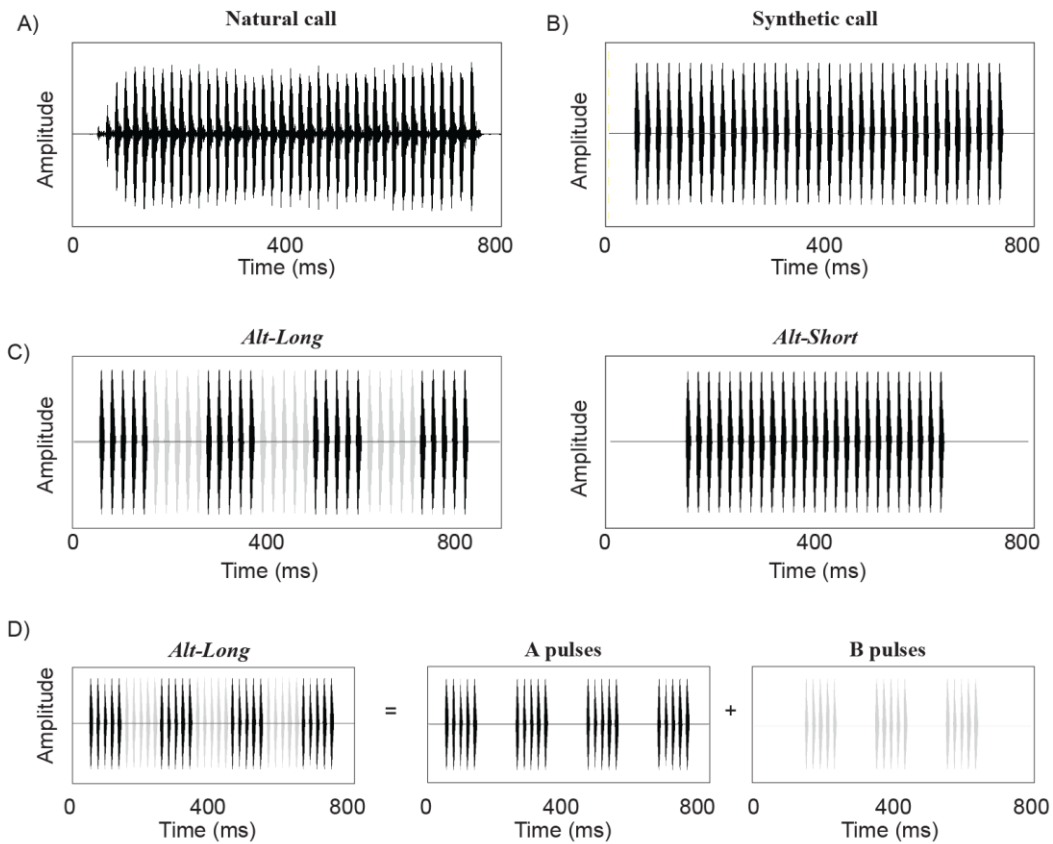 A) Natural call
Amplitude
0 400 800
Time (ms)
B) Synthetic call
Amplitude
0 400 800
Time (ms)
C) Alt-Long
Amplitude
0 400 800
Time (ms)
Alt-Short
Amplitude
0 400 800
Time (ms)
D)
Alt-Long
Amplitude
0 400 800
Time (ms)
=
A pulses
0 400 800
Time (ms)
+
B pulses
0 400 800
Time (ms)